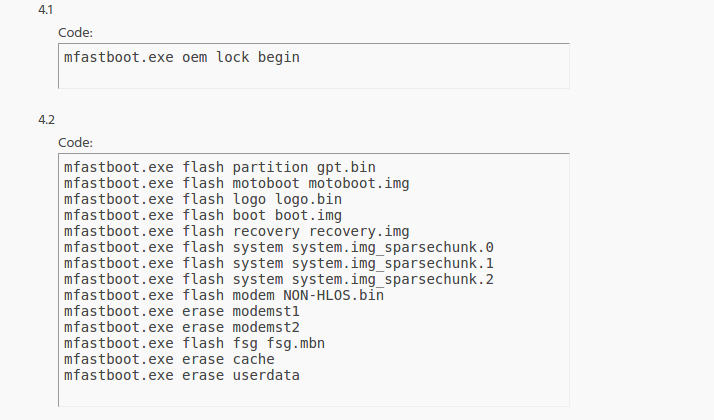 4.1
Code:
mfastboot.exe oem lock begin
4.2
Code:
mfastboot.exe flash partition gpt.bin
mfastboot.exe flash motoboot motoboot.img
mfastboot.exe flash logo logo.bin
mfastboot.exe flash boot boot.img
mfastboot.exe flash recovery recovery.img
mfastboot.exe flash system system.img_sparsechunk.0
mfastboot.exe flash system system.img_sparsechunk.1
mfastboot.exe flash system system.img_sparsechunk.2
mfastboot.exe flash modem NON-HLOS.bin
mfastboot.exe erase modemst1
mfastboot.exe erase modemst2
mfastboot.exe flash fsg fsg.mbn
mfastboot.exe erase cache
mfastboot.exe erase userdata